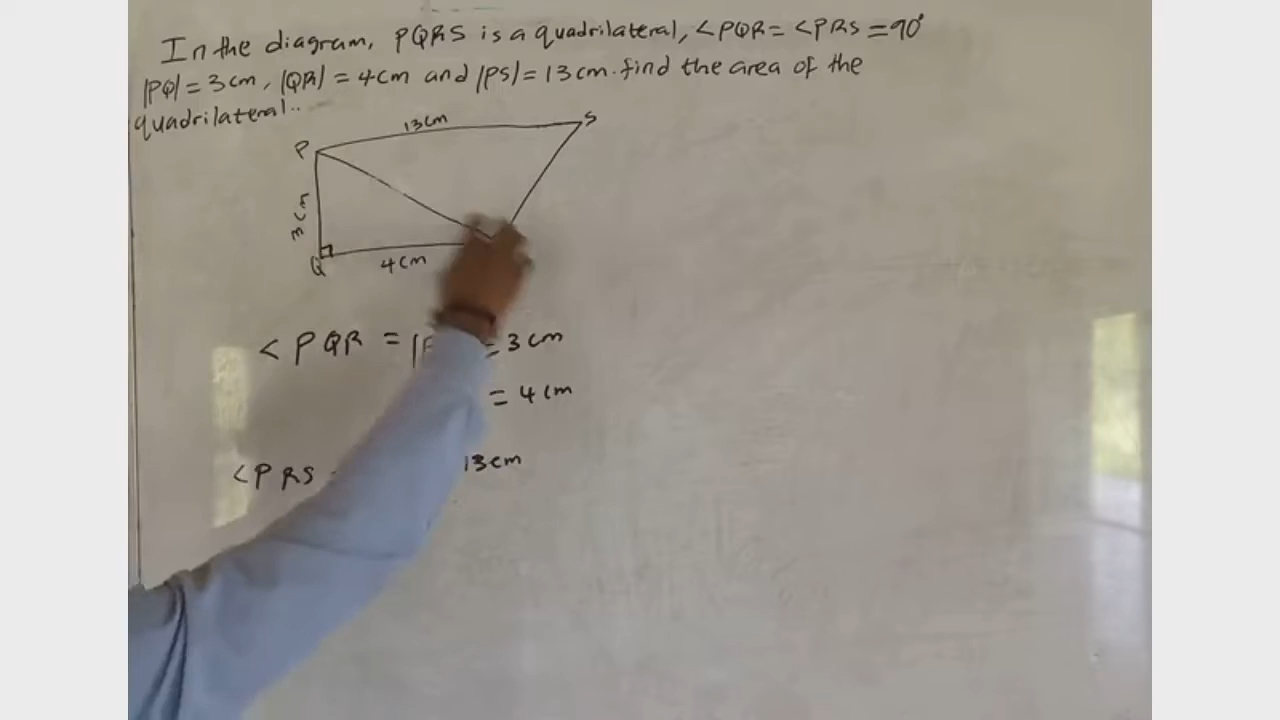 In the diagram, PQRS is a quadrilateral, <PQR = <PRS = 90°
|PQ| = 3cm, |QR| = 4cm and |PS| = 13cm. find the area of the
quadrilateral..
13cm
S
P
3cm
Q
4cm
<PQR = |P = 3cm
= 4cm
<PRS 13cm